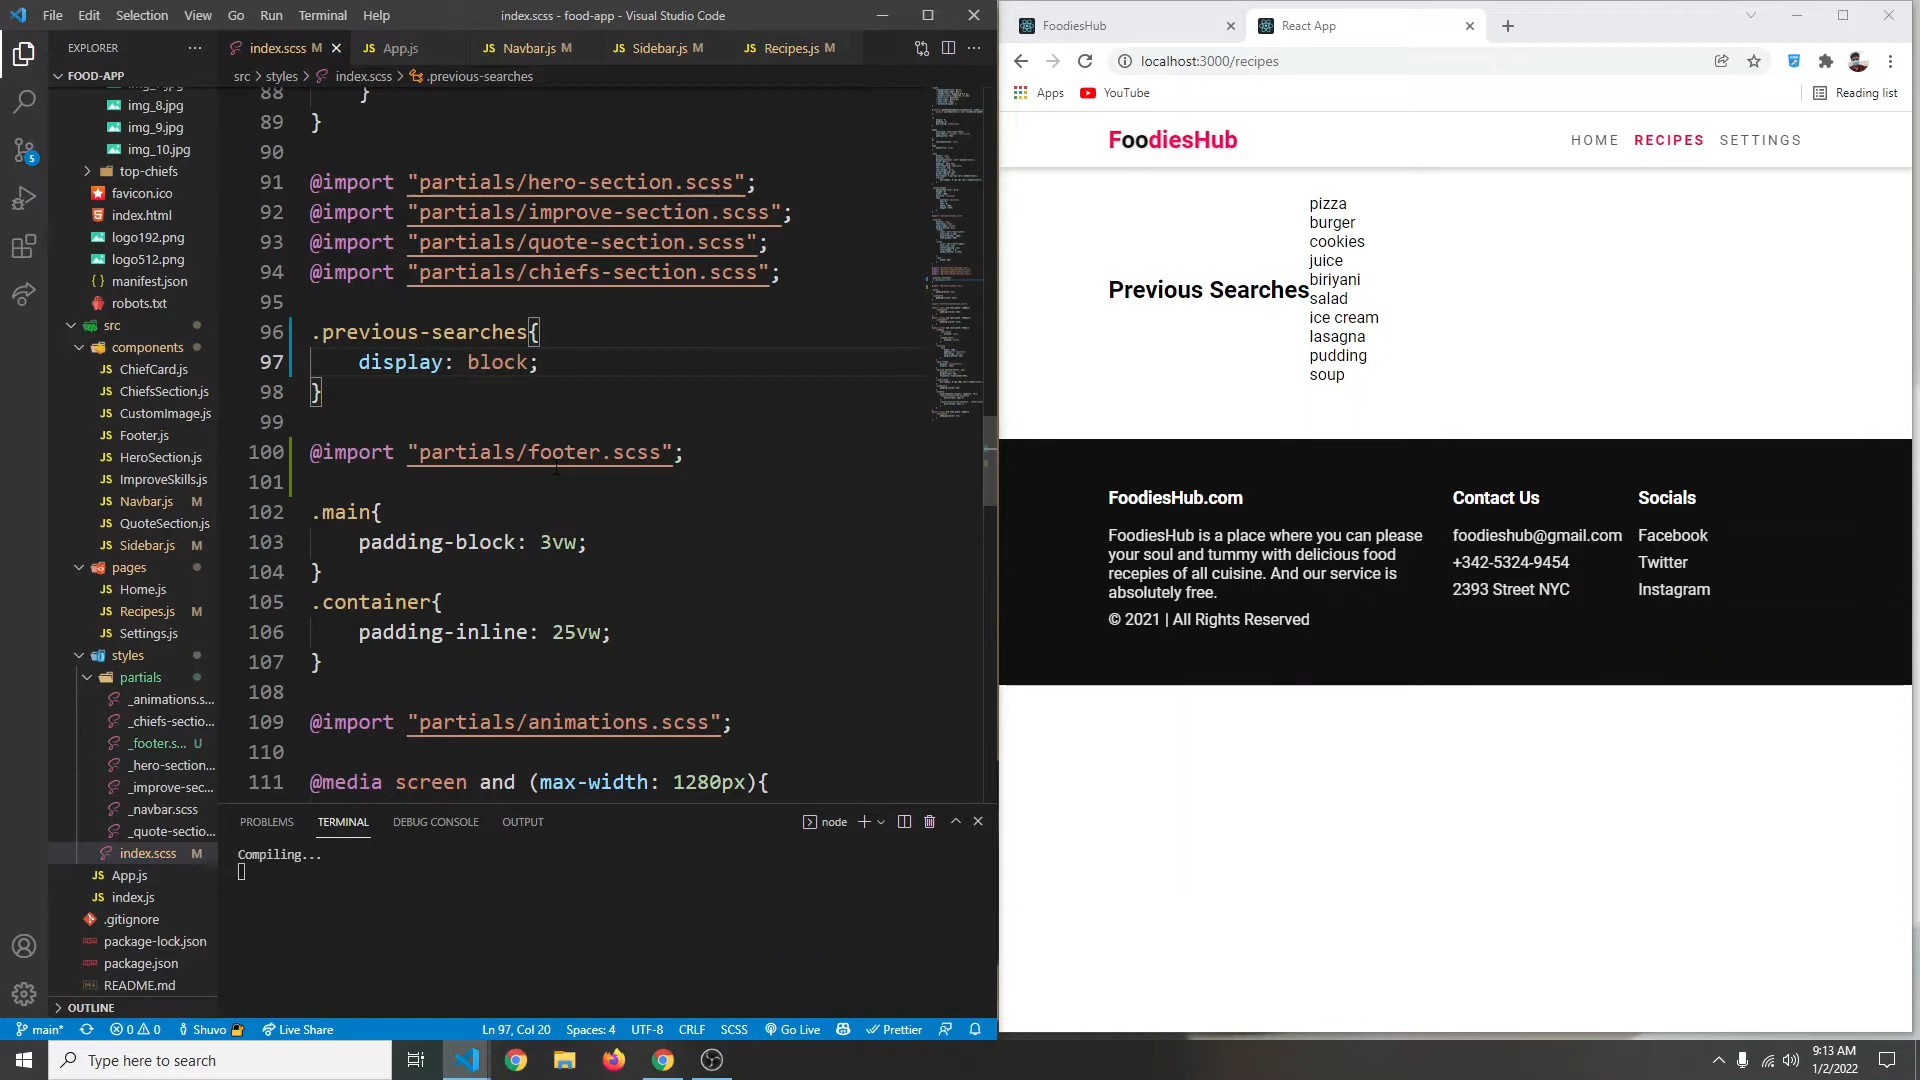 File Edit Selection View Go Run Terminal Help
index.scss - food-app - Visual Studio Code
EXPLORER
FOOD-APP
img_8.jpg
img_9.jpg
img_10.jpg
top-chiefs
favicon.ico
index.html
logo192.png
logo512.png
manifest.json
robots.txt
src
components
ChiefCard.js
ChiefsSection.js
CustomImage.js
Footer.js
HeroSection.js
ImproveSkills.js
Navbar.js M
QuoteSection.js
Sidebar.js M
pages
Home.js
Recipes.js M
Settings.js
styles
partials
_animations.s...
_chiefs-sectio...
_footer.s... U
_hero-section...
_improve-sec...
_navbar.scss
_quote-sectio...
index.scss M
App.js
index.js
.gitignore
package-lock.json
package.json
README.md
OUTLINE
index.scss M App.js Navbar.js M Sidebar.js M Recipes.js M
src > styles > index.scss > .previous-searches
88 }
89 }
90
91 @import "partials/hero-section.scss";
92 @import "partials/improve-section.scss";
93 @import "partials/quote-section.scss";
94 @import "partials/chiefs-section.scss";
95
96 .previous-searches{
97 display: block;
98 }
99
100 @import "partials/footer.scss";
101
102 .main{
103 padding-block: 3vw;
104 }
105 .container{
106 padding-inline: 25vw;
107 }
108
109 @import "partials/animations.scss";
110
111 @media screen and (max-width: 1280px){
PROBLEMS TERMINAL DEBUG CONSOLE OUTPUT
node
Compiling...
main* 0 0 Shuvo Live Share
Ln 97, Col 20 Spaces: 4 UTF-8 CRLF SCSS Go Live Prettier
5
FoodiesHub React App
localhost:3000/recipes
Apps YouTube Reading list
FoodiesHub HOME RECIPES SETTINGS
Previous Searches
pizza
burger
cookies
juice
biriyani
salad
ice cream
lasagna
pudding
soup
FoodiesHub.com
FoodiesHub is a place where you can please
your soul and tummy with delicious food
recepies of all cuisine. And our service is
absolutely free.
© 2021 | All Rights Reserved
Contact Us
foodieshub@gmail.com
+342-5324-9454
2393 Street NYC
Socials
Facebook
Twitter
Instagram
Type here to search
9:13 AM
1/2/2022